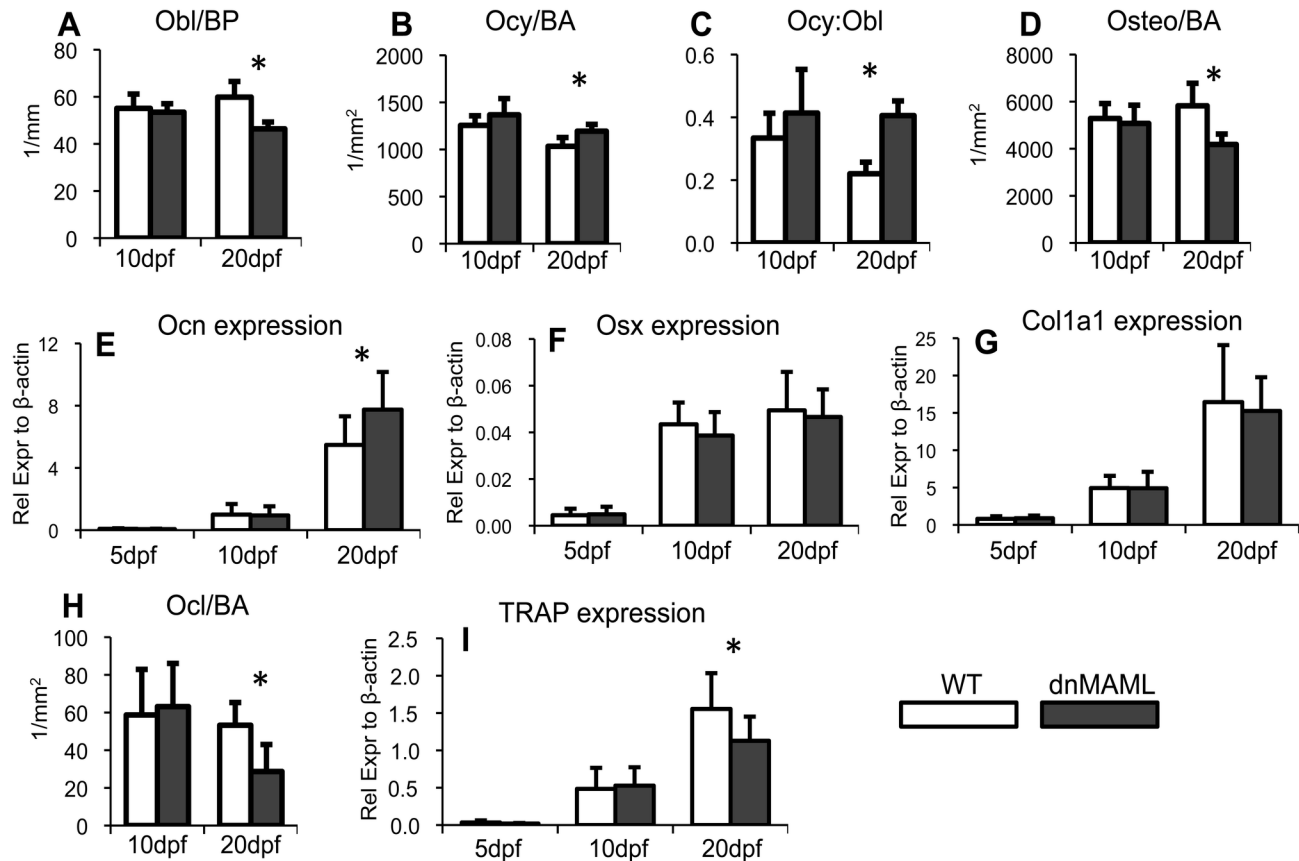 A Obl/BP
1/mm
80
60
40
20
0
*
10dpf 20dpf
B Ocy/BA
1/mm²
2000
1500
1000
500
0
*
10dpf 20dpf
C Ocy:Obl
0.6
0.4
0.2
0.0
*
10dpf 20dpf
D Osteo/BA
1/mm²
8000
6000
4000
2000
0
*
10dpf 20dpf
E Ocn expression
Rel Expr to β-actin
12
8
4
0
*
5dpf 10dpf 20dpf
F Osx expression
Rel Expr to β-actin
0.08
0.06
0.04
0.02
0.00
5dpf 10dpf 20dpf
G Col1a1 expression
Rel Expr to β-actin
25
20
15
10
5
0
5dpf 10dpf 20dpf
H Ocl/BA
1/mm²
100
80
60
40
20
0
*
10dpf 20dpf
I TRAP expression
Rel Expr to β-actin
2.5
2.0
1.5
1.0
0.5
0.0
*
5dpf 10dpf 20dpf
WT dnMAML